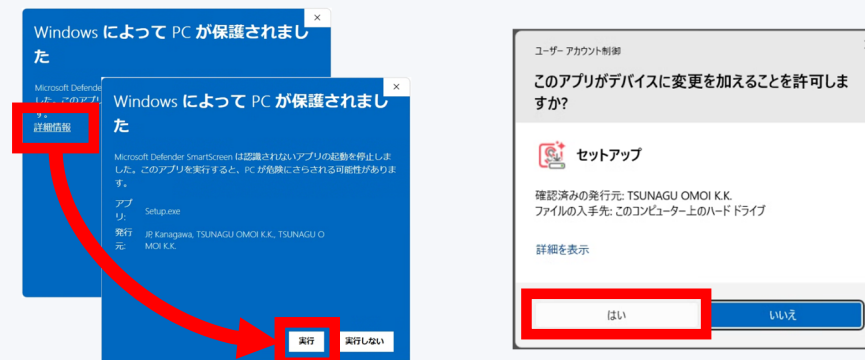 Windows によって PC が保護されまし
た
Microsoft Defende
した。このアプリ
す。
詳細情報
Windows によって PC が保護されまし
た
Microsoft Defender SmartScreen は認識されないアプリの起動を停止しま
した。このアプリを実行すると、PC が危険にさらされる可能性がありま
す。
アプ
リ:
Setup.exe
発行
元:
JP, Kanagawa, TSUNAGU OMOI K.K., TSUNAGU O
MOI K.K.
実行
実行しない
ユーザー アカウント制御
このアプリがデバイスに変更を加えることを許可しま
すか?
セットアップ
確認済みの発行元: TSUNAGU OMOI K.K.
ファイルの入手先: このコンピューター上のハード ドライブ
詳細を表示
はい
いいえ